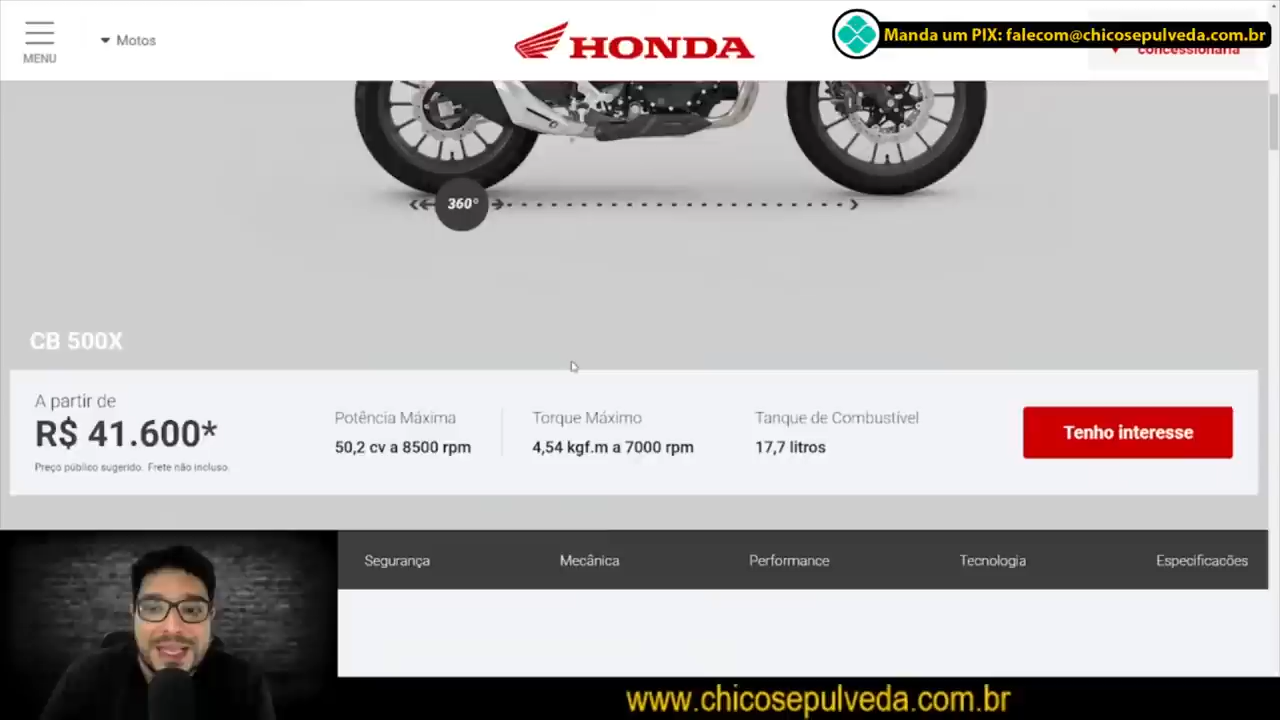 MENU
Motos
HONDA
Manda um PIX: falecom@chicosepulveda.com.br
concessionária
360°
CB 500X
A partir de
R$ 41.600*
Preço público sugerido. Frete não incluso.
Potência Máxima
50,2 cv a 8500 rpm
Torque Máximo
4,54 kgf.m a 7000 rpm
Tanque de Combustível
17,7 litros
Tenho interesse
Segurança
Mecânica
Performance
Tecnologia
Especificações
www.chicosepulveda.com.br